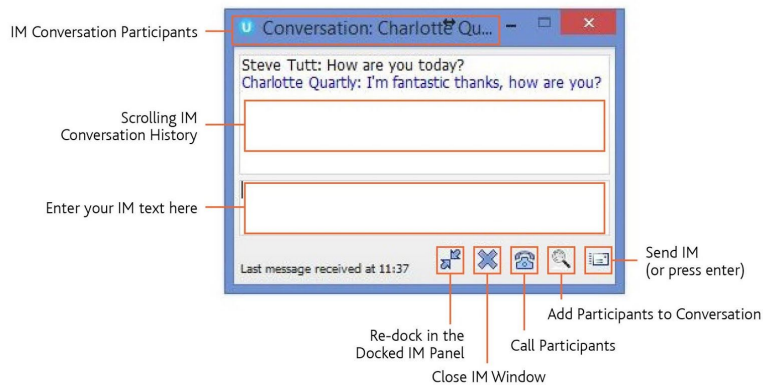 IM Conversation Participants
U Conversation: Charlotte Qu...
Steve Tutt: How are you today?
Charlotte Quartly: I'm fantastic thanks, how are you?
Scrolling IM
Conversation History
Enter your IM text here
Last message received at 11:37
Send IM
(or press enter)
Add Participants to Conversation
Re-dock in the
Docked IM Panel
Call Participants
Close IM Window